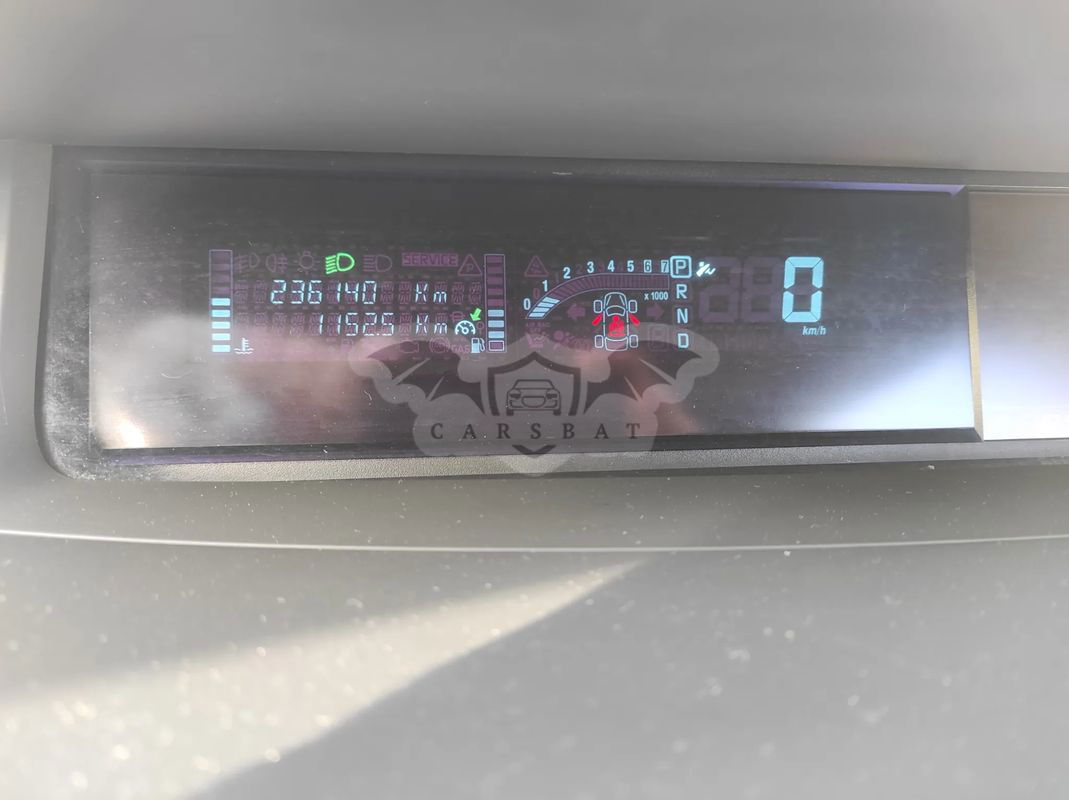 SERVICE P
236140 Km
1152.5 Km
GAS
0 1 2 3 4 5 6 7
x 1000
P
R
N
D
0
km/h
CARSBAT